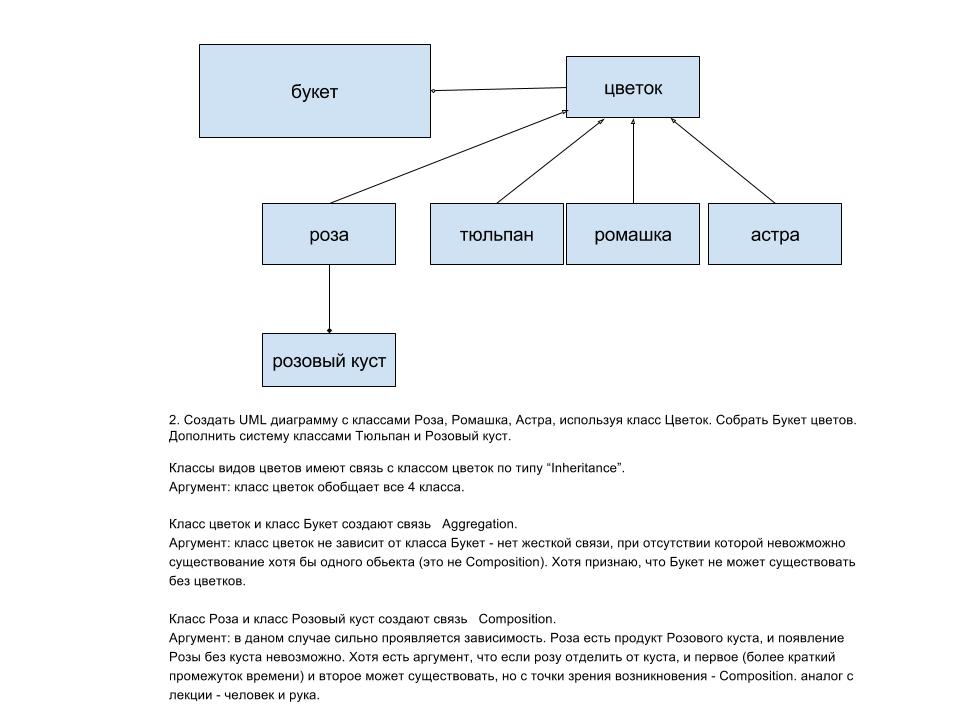 букет
цветок
роза
тюльпан
ромашка
астра
розовый куст
2. Создать UML диаграмму с классами Роза, Ромашка, Астра, используя класс Цветок. Собрать Букет цветов.
Дополнить систему классами Тюльпан и Розовый куст.
Классы видов цветов имеют связь с классом цветок по типу “Inheritance”.
Аргумент: класс цветок обобщает все 4 класса.
Класс цветок и класс Букет создают связь Aggregation.
Аргумент: класс цветок не зависит от класса Букет - нет жесткой связи, при отсутствии которой невожможно
существование хотя бы одного обьекта (это не Composition). Хотя признаю, что Букет не может существовать
без цветков.
Класс Роза и класс Розовый куст создают связь Composition.
Аргумент: в даном случае сильно проявляется зависимость. Роза есть продукт Розового куста, и появление
Розы без куста невозможно. Хотя есть аргумент, что если розу отделить от куста, и первое (более краткий
промежуток времени) и второе может существовать, но с точки зрения возникновения - Composition. аналог с
лекции - человек и рука.